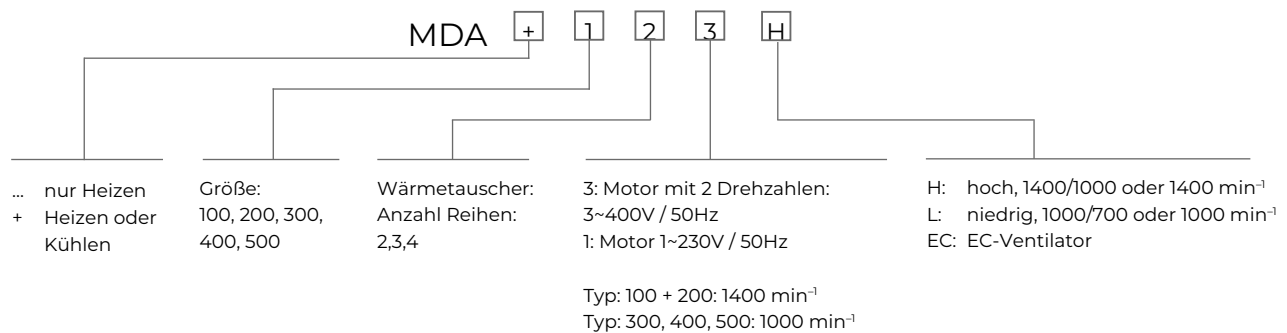 MDA + 1 2 3 H
... nur Heizen
+ Heizen oder
Kühlen
Größe:
100, 200, 300,
400, 500
Wärmetauscher:
Anzahl Reihen:
2,3,4
3: Motor mit 2 Drehzahlen:
3~400V / 50Hz
1: Motor 1~230V / 50Hz
Typ: 100 + 200: 1400 min⁻¹
Typ: 300, 400, 500: 1000 min⁻¹
H: hoch, 1400/1000 oder 1400 min⁻¹
L: niedrig, 1000/700 oder 1000 min⁻¹
EC: EC-Ventilator